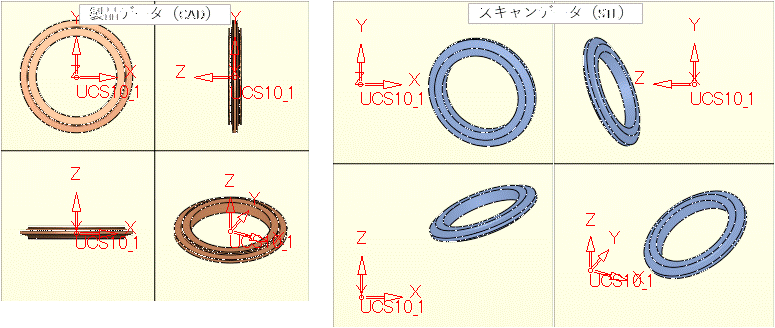 製品データ（CAD）
Y
Z
X
UCS10_1
Y
Z
X
UCS10_1
Z
X
UCS10_1
Z
Y
X
UCS10_1
スキャンデータ（STL）
Y
Z
X
UCS10_1
Y
Z
X
UCS10_1
Z
X
UCS10_1
Z
Y
X
UCS10_1